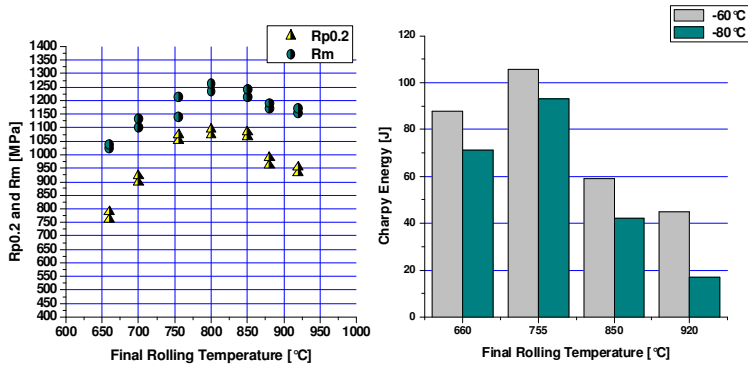 Rp0.2
Rm
1400
1350
1300
1250
1200
1150
1100
1050
1000
950
900
850
800
750
700
650
600
550
500
450
400
600 650 700 750 800 850 900 950 1000
Rp0.2 and Rm [MPa]
Final Rolling Temperature [°C]
-60°C
-80°C
120
100
80
60
40
20
0
660 755 850 920
Charpy Energy [J]
Final Rolling Temperature [°C]